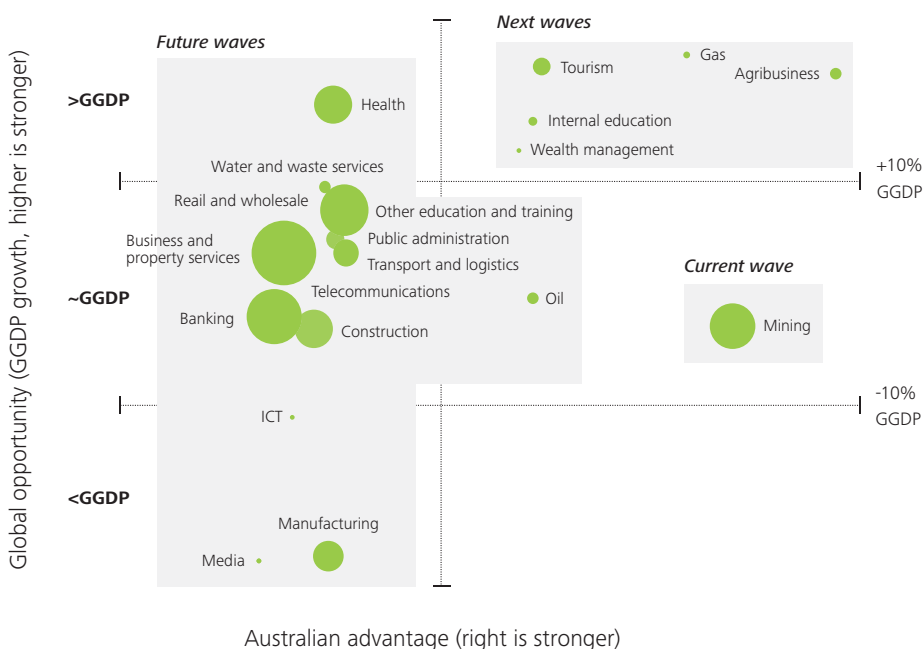 Global opportunity (GGDP growth, higher is stronger)
Future waves
Next waves
>GGDP
Health
Tourism
Gas
Agribusiness
Internal education
Wealth management
+10%
GGDP
Water and waste services
Reail and wholesale
Other education and training
Business and
property services
Public administration
Transport and logistics
~GGDP
Telecommunications
Banking
Construction
Oil
Current wave
Mining
-10%
GGDP
ICT
<GGDP
Manufacturing
Media
Australian advantage (right is stronger)